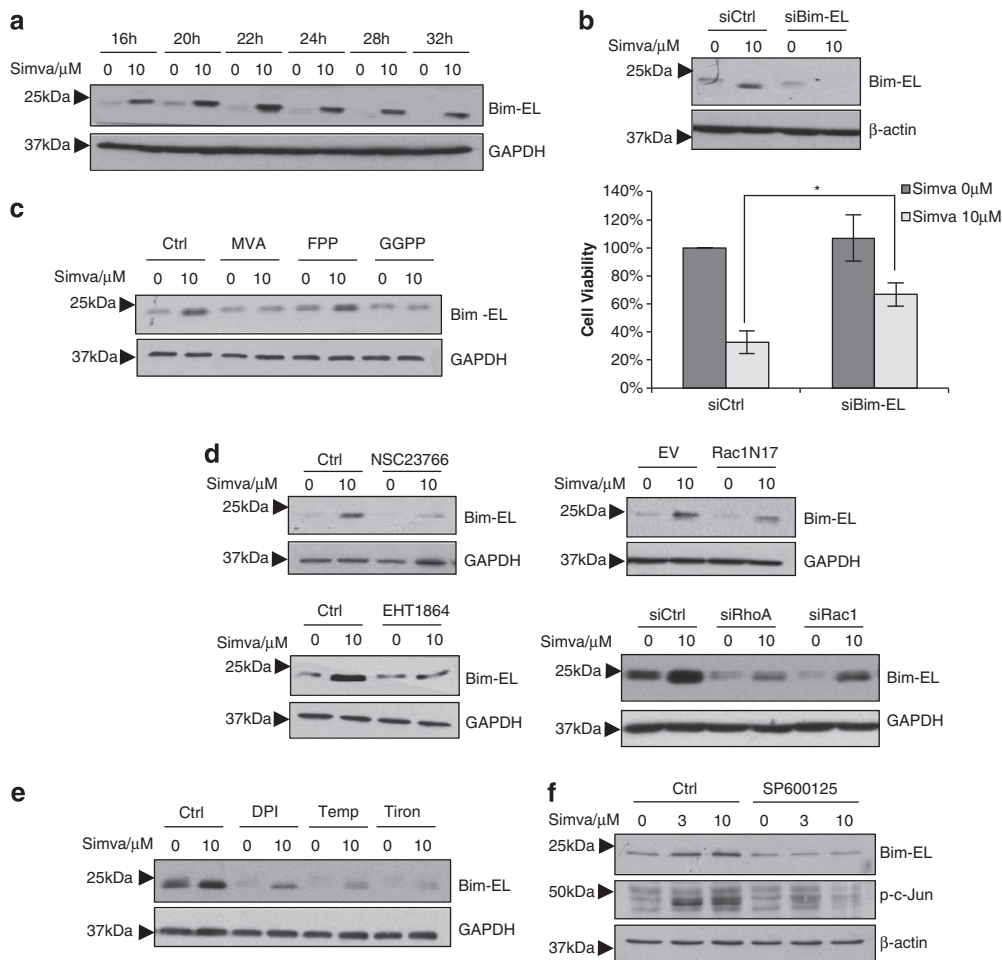 a
16h 20h 22h 24h 28h 32h
Simva/μM 0 10 0 10 0 10 0 10 0 10 0 10
25kDa
Bim-EL
37kDa
GAPDH
b
siCtrl siBim-EL
Simva/μM 0 10 0 10
25kDa
Bim-EL
37kDa
β-actin
140%
120%
100%
80%
60%
40%
20%
0%
Cell Viability
*
Simva 0μM
Simva 10μM
siCtrl siBim-EL
c
Ctrl MVA FPP GGPP
Simva/μM 0 10 0 10 0 10 0 10
25kDa
Bim -EL
37kDa
GAPDH
d
Ctrl NSC23766
Simva/μM 0 10 0 10
25kDa
Bim-EL
37kDa
GAPDH
EV Rac1N17
Simva/μM 0 10 0 10
25kDa
Bim-EL
37kDa
GAPDH
Ctrl EHT1864
Simva/μM 0 10 0 10
25kDa
Bim-EL
37kDa
GAPDH
siCtrl siRhoA siRac1
Simva/μM 0 10 0 10 0 10
25kDa
Bim-EL
37kDa
GAPDH
e
Ctrl DPI Temp Tiron
Simva/μM 0 10 0 10 0 10 0 10
25kDa
Bim-EL
37kDa
GAPDH
f
Ctrl SP600125
Simva/μM 0 3 10 0 3 10
25kDa
Bim-EL
50kDa
p-c-Jun
37kDa
β-actin